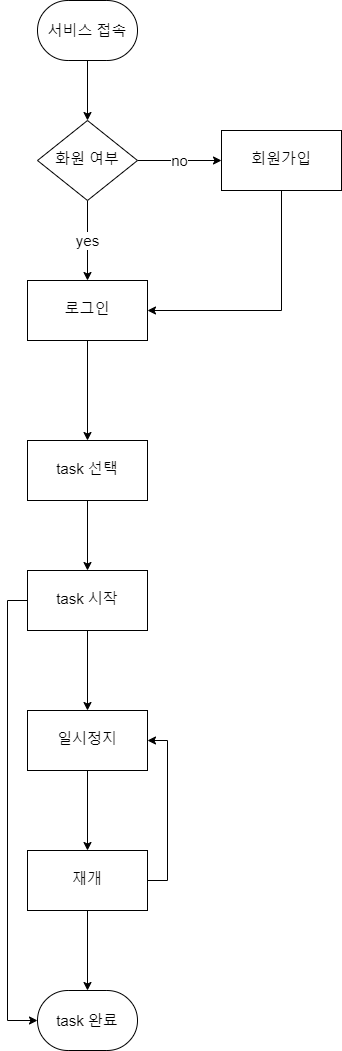 서비스 접속
화원 여부
no
회원가입
yes
로그인
task 선택
task 시작
일시정지
재개
task 완료